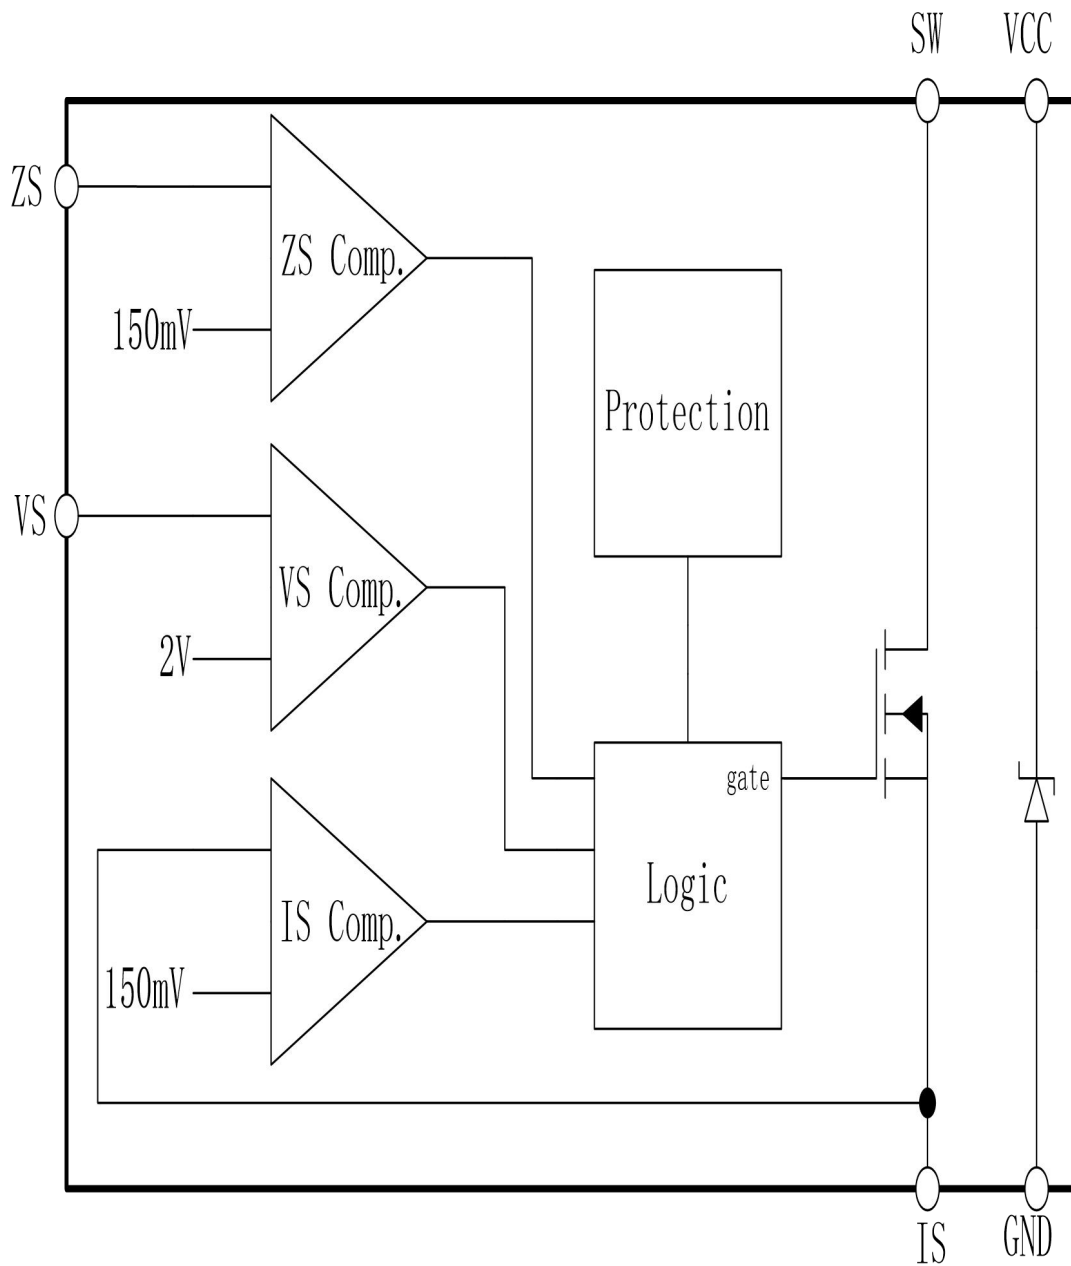 SW VCC
ZS
ZS Comp.
150mV
Protection
VS
VS Comp.
2V
gate
Logic
IS Comp.
150mV
IS GND